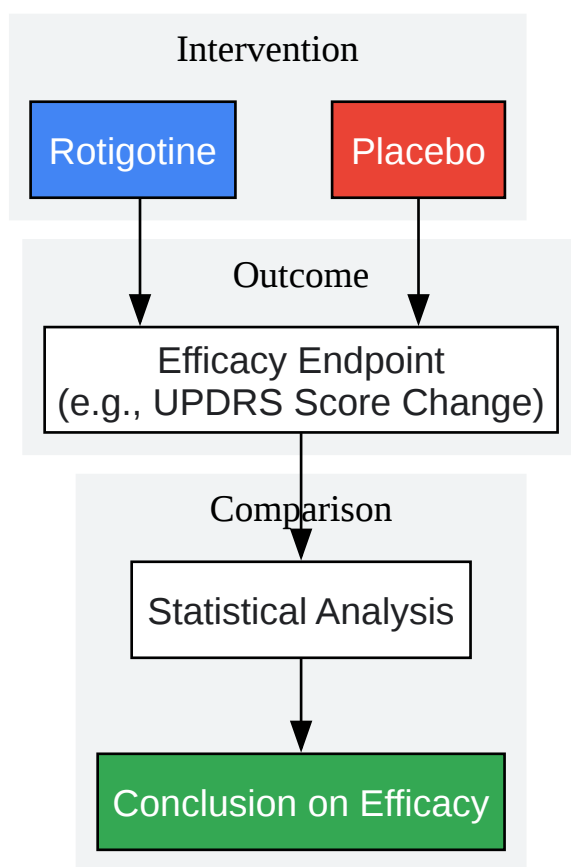 Intervention
Rotigotine
Placebo
Outcome
Efficacy Endpoint
(e.g., UPDRS Score Change)
Comparison
Statistical Analysis
Conclusion on Efficacy